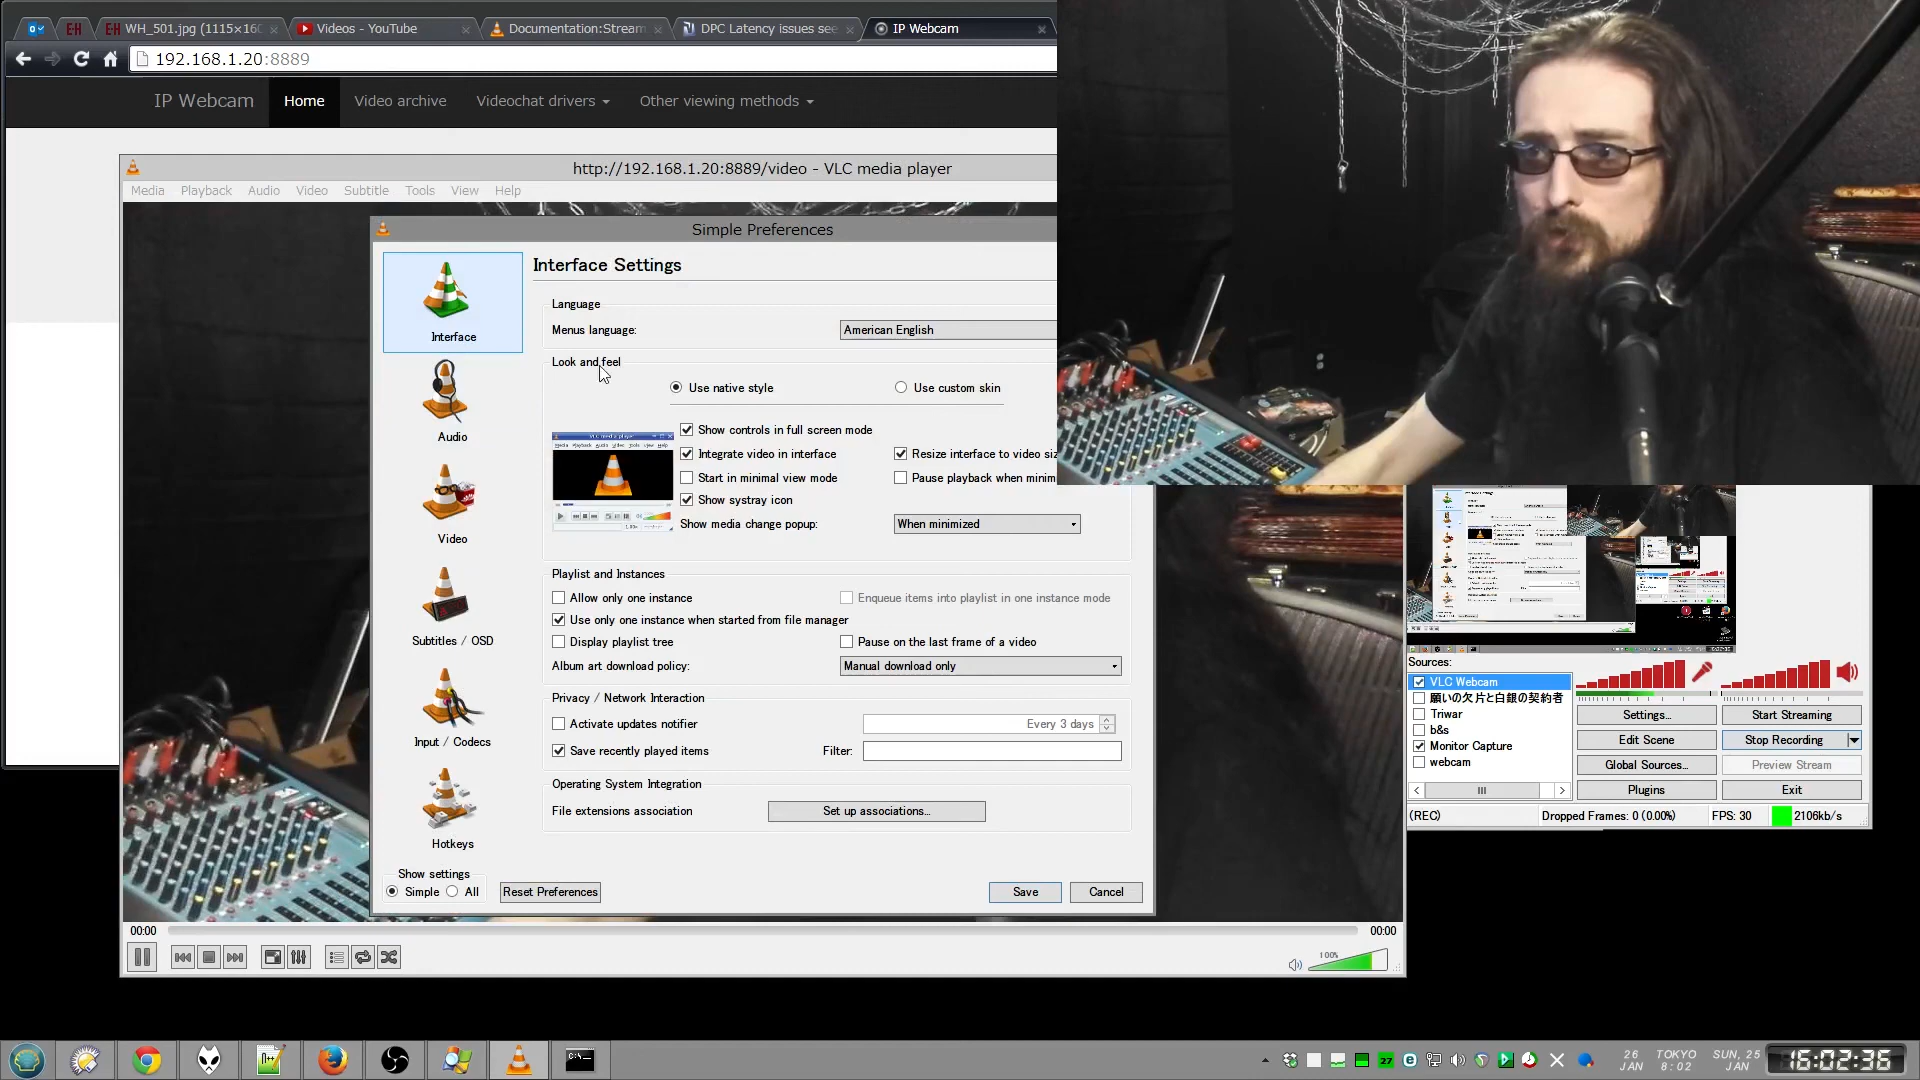 WH_501.jpg (1115×160
Videos - YouTube
Documentation:Stream
DPC Latency issues see
IP Webcam
192.168.1.20:8889
IP Webcam
Home
Video archive
Videochat drivers
Other viewing methods
http://192.168.1.20:8889/video - VLC media player
Media Playback Audio Video Subtitle Tools View Help
Simple Preferences
Interface
Audio
Video
Subtitles / OSD
Input / Codecs
Hotkeys
Show settings
Simple
All
Reset Preferences
Interface Settings
Language
Menus language:
American English
Look and feel
Use native style
Use custom skin
Show controls in full screen mode
Integrate video in interface
Resize interface to video siz
Start in minimal view mode
Pause playback when minim
Show systray icon
Show media change popup:
When minimized
Playlist and Instances
Allow only one instance
Enqueue items into playlist in one instance mode
Use only one instance when started from file manager
Display playlist tree
Pause on the last frame of a video
Album art download policy:
Manual download only
Privacy / Network Interaction
Activate updates notifier
Every 3 days
Save recently played items
Filter:
Operating System Integration
File extensions association
Set up associations...
Save
Cancel
00:00
00:00
100%
Sources:
VLC Webcam
願いの欠片と白銀の契約者
Triwar
b&s
Monitor Capture
webcam
Settings...
Start Streaming
Edit Scene
Stop Recording
Global Sources...
Preview Stream
Plugins
Exit
(REC)
Dropped Frames: 0 (0.00%)
FPS: 30
2106kb/s
27
26 TOKYO SUN, 25
JAN 8:02 JAN
16:02:36